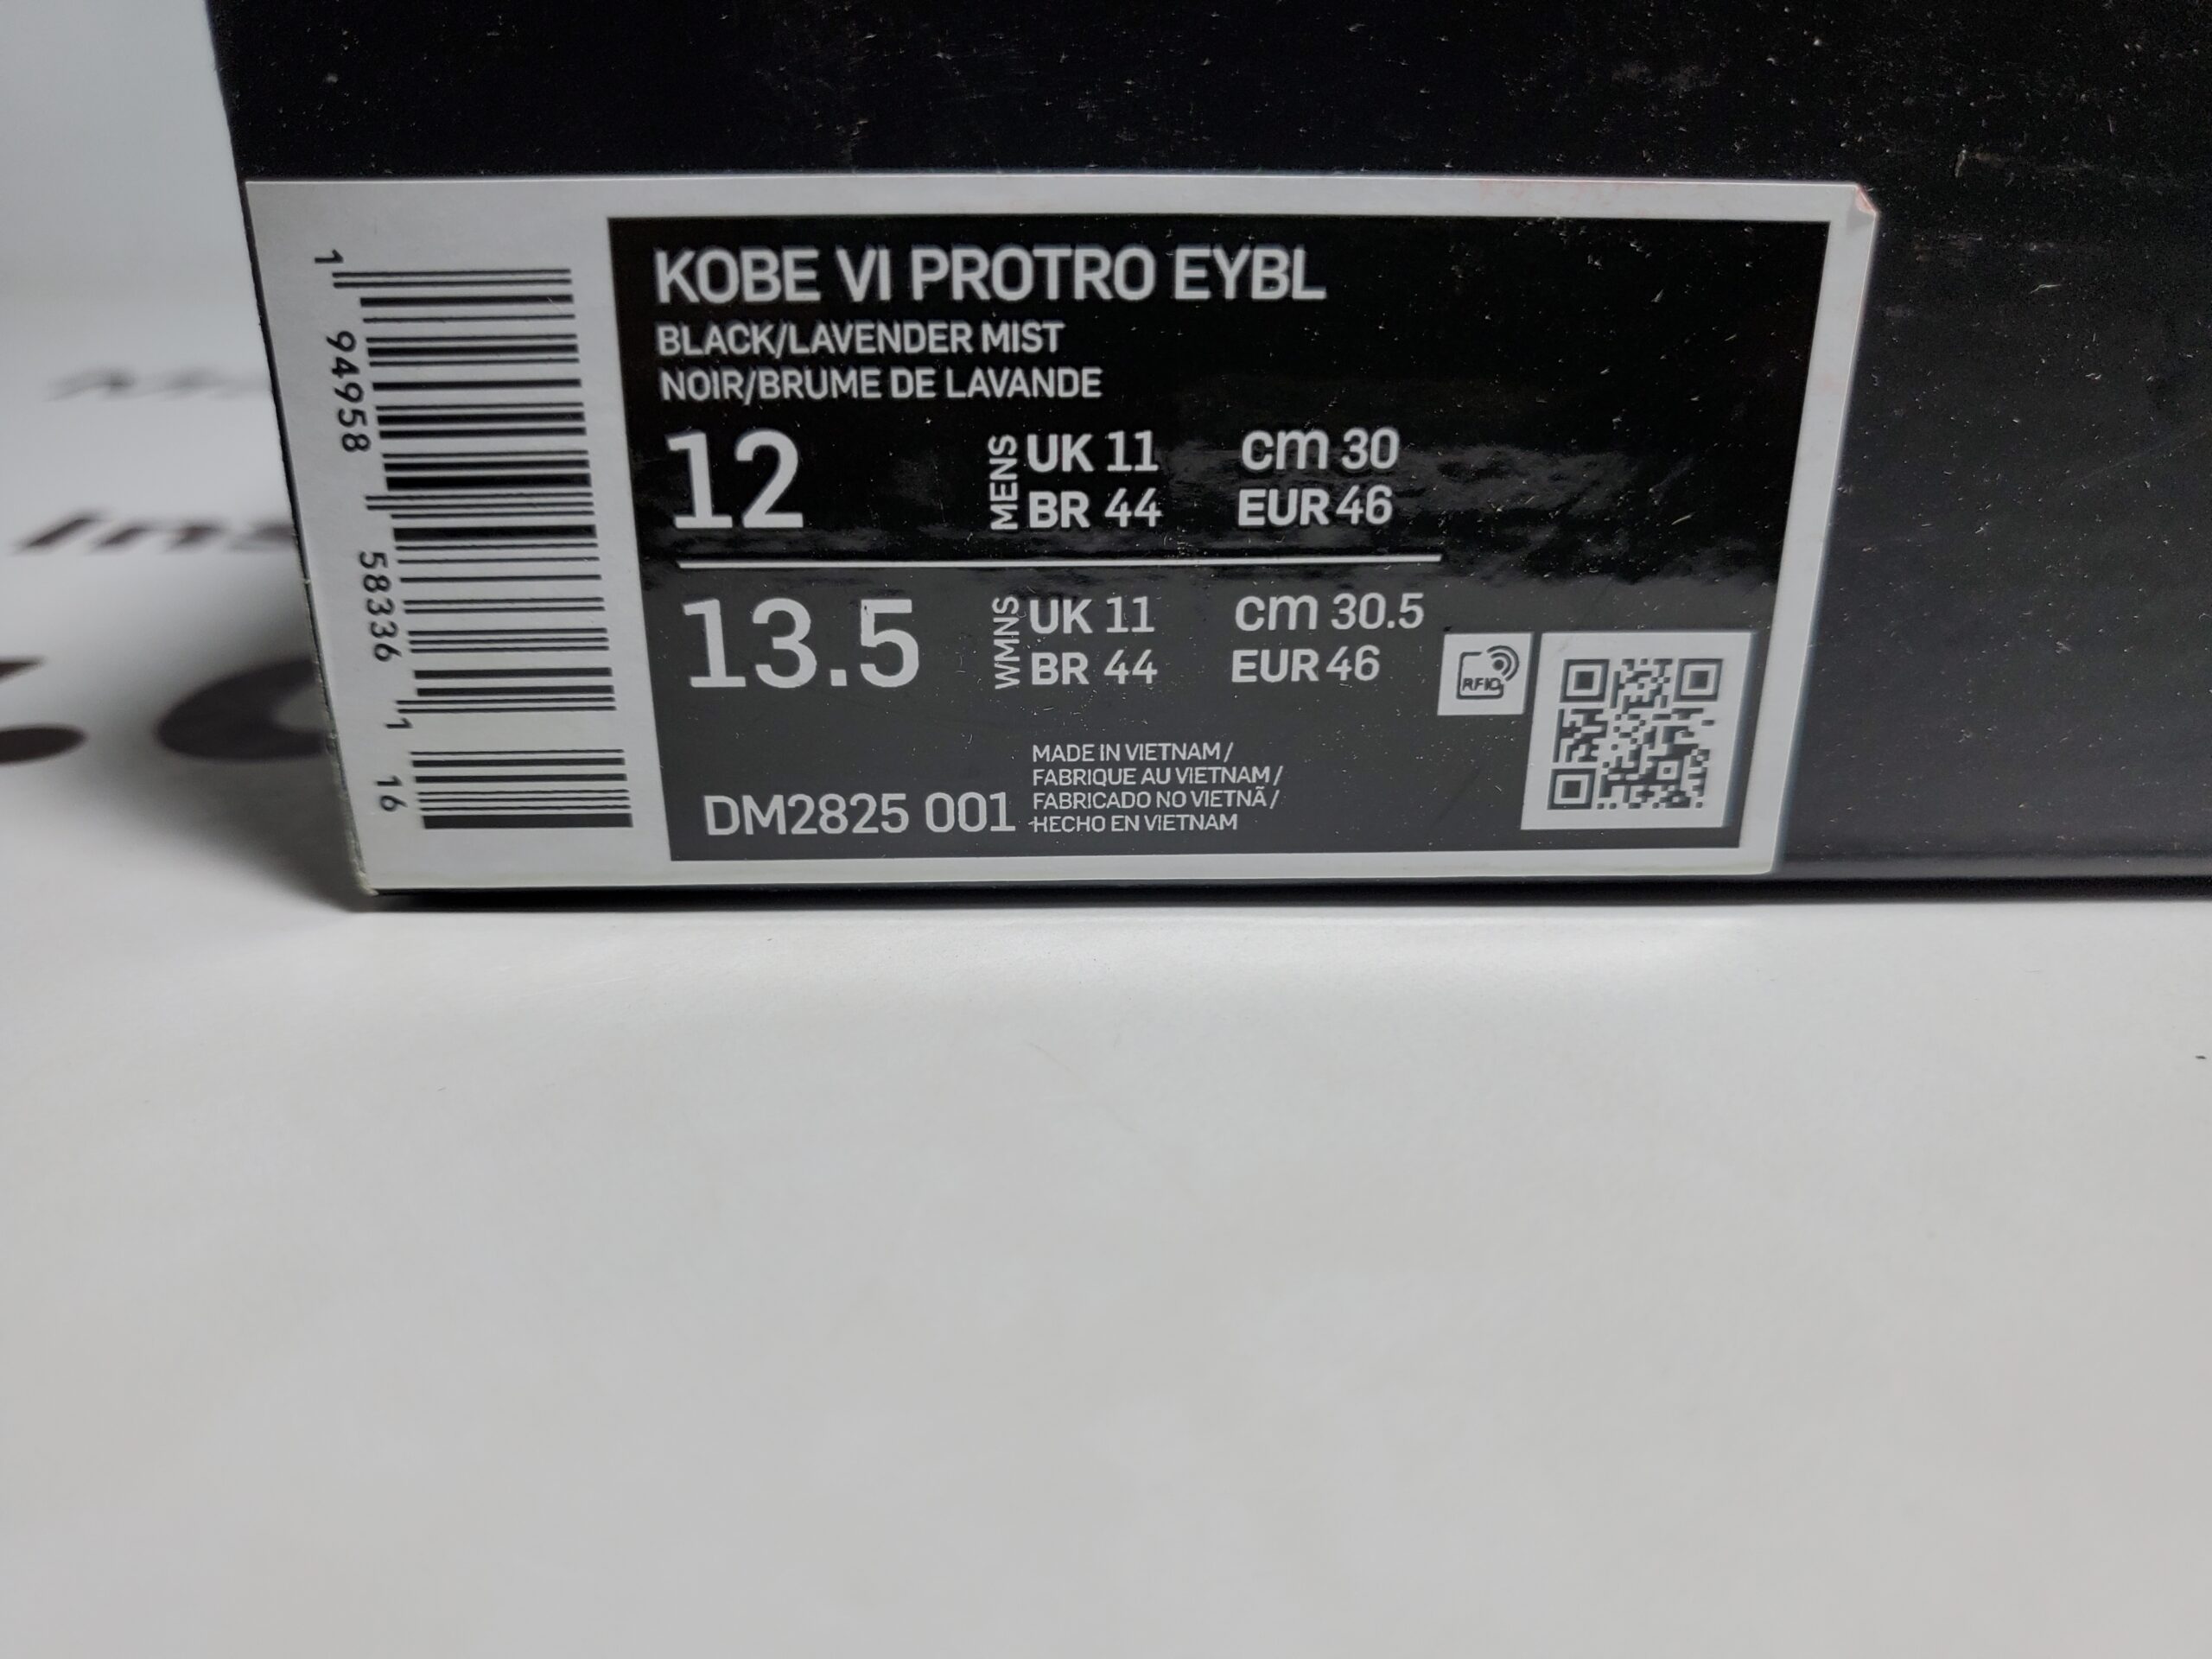 KOBE VI PROTRO EYBL
BLACK/LAVENDER MIST
NOIR/BRUME DE LAVANDE
12 MENS UK 11 cm 30
BR 44 EUR 46
13.5 WMNS UK 11 cm 30.5
BR 44 EUR 46
RFID
MADE IN VIETNAM /
FABRIQUE AU VIETNAM /
FABRICADO NO VIETNÃ /
HECHO EN VIETNAM
DM2825 001
1 94958 58336 1 16